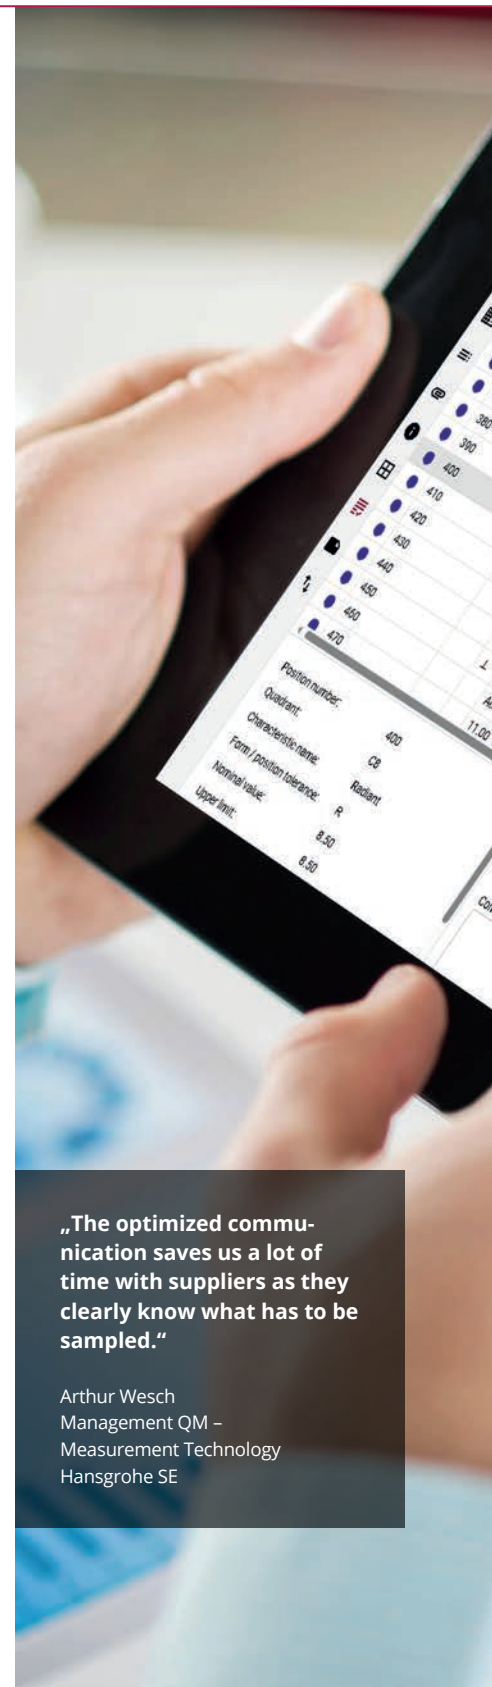 380
390
400
410
420
430
440
450
460
470
11.00
Position number: 400
Quadrant: C8
Characteristic name: Radiant
Form / position tolerance: R
Nominal value: 8.50
Upper limit: 8.50
„The optimized commu-
nication saves us a lot of
time with suppliers as they
clearly know what has to be
sampled.“
Arthur Wesch
Management QM –
Measurement Technology
Hansgrohe SE